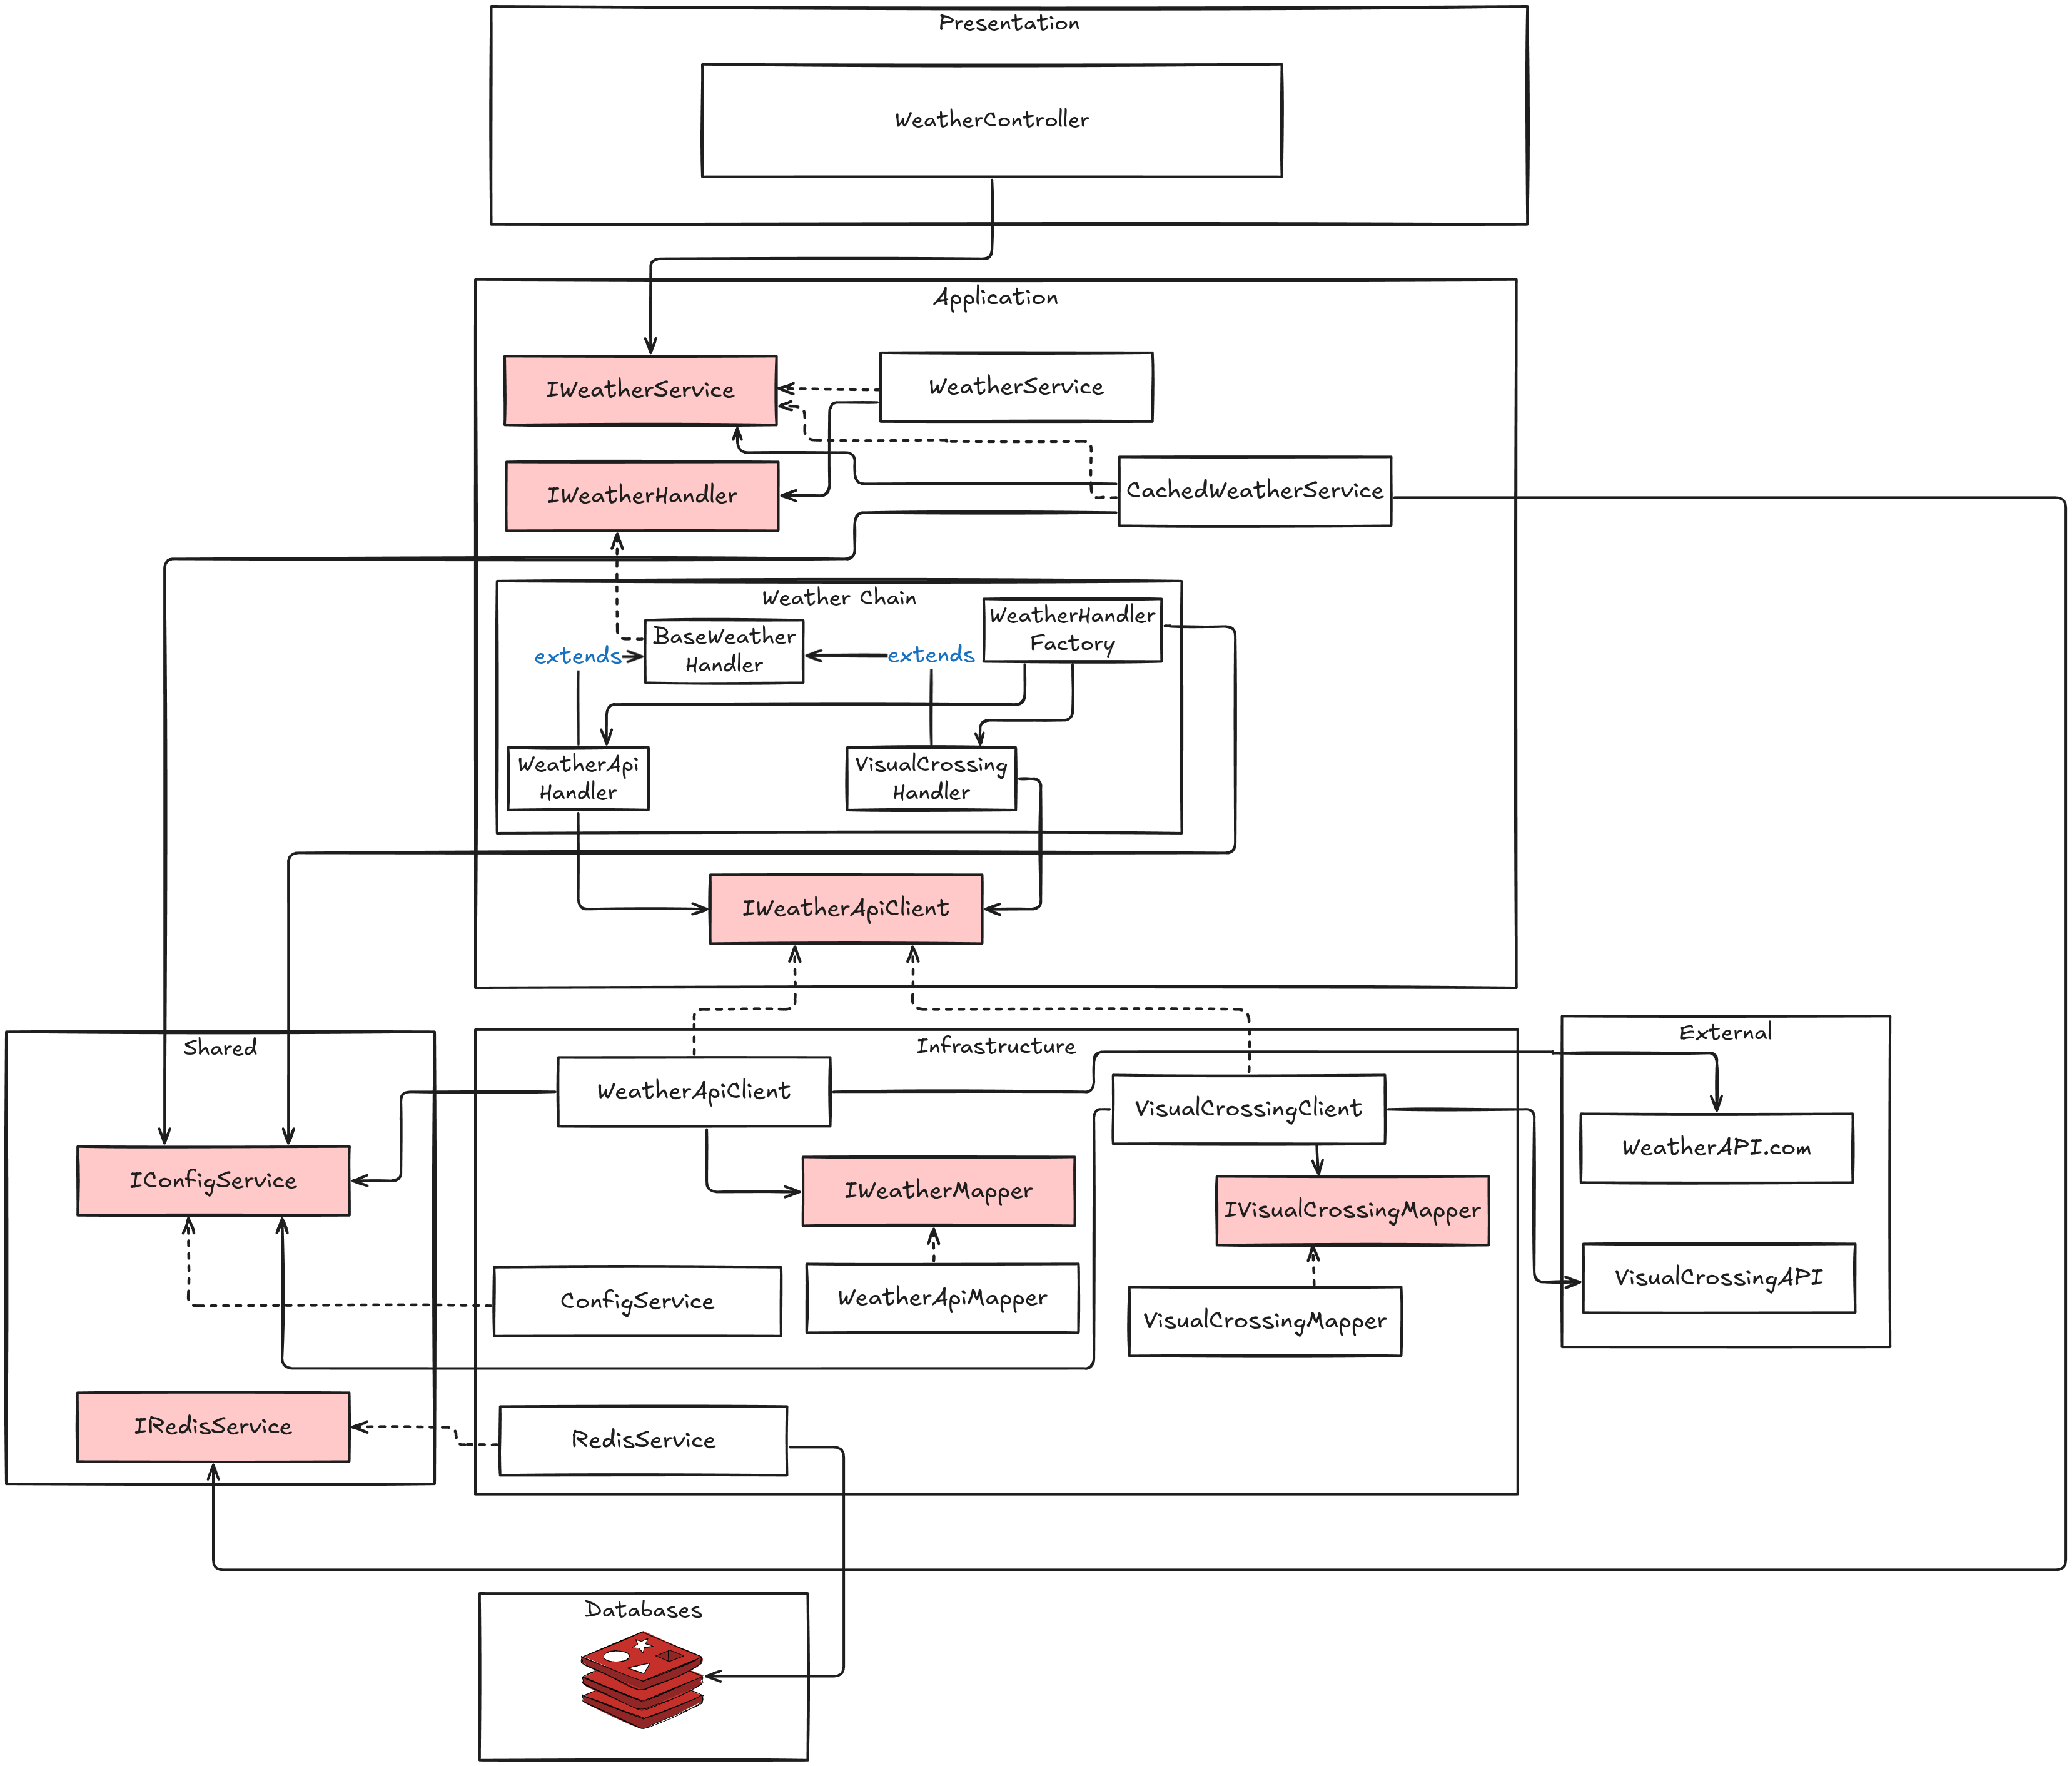 Presentation
WeatherController
Application
IWeatherService
WeatherService
IWeatherHandler
CachedWeatherService
Weather Chain
BaseWeather
Handler
WeatherHandler
Factory
extends
extends
WeatherApi
Handler
VisualCrossing
Handler
IWeatherApiClient
Shared
Infrastructure
External
WeatherApiClient
VisualCrossingClient
WeatherAPI.com
IConfigService
IWeatherMapper
IVisualCrossingMapper
VisualCrossingAPI
ConfigService
WeatherApiMapper
VisualCrossingMapper
IRedisService
RedisService
Databases